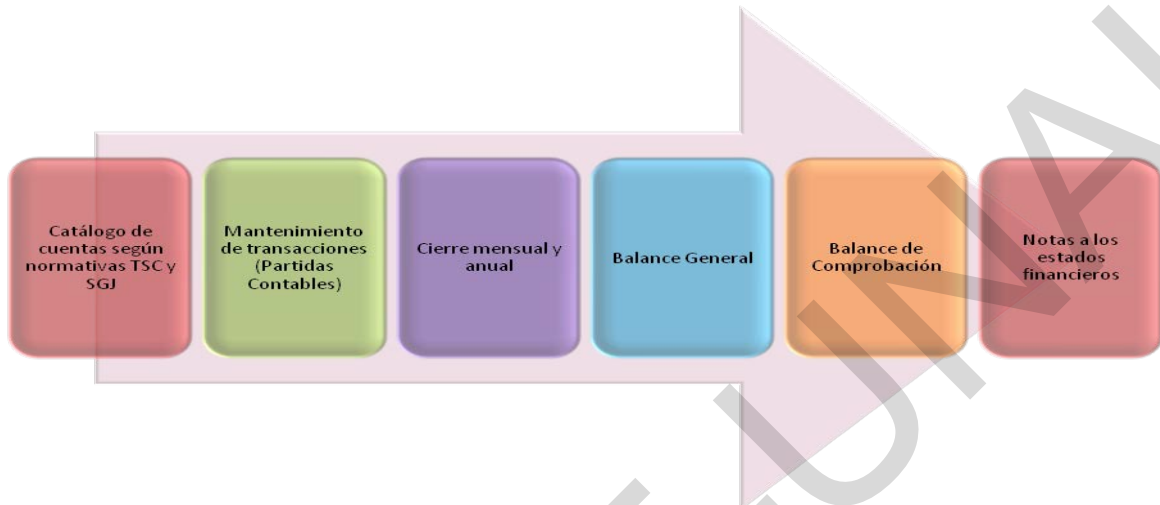 Catálogo de
cuentas según
normativas TSC y
SGJ
Mantenimiento
de transacciones
(Partidas
Contables)
Cierre mensual y
anual
Balance General
Balance de
Comprobación
Notas a los
estados
financieros